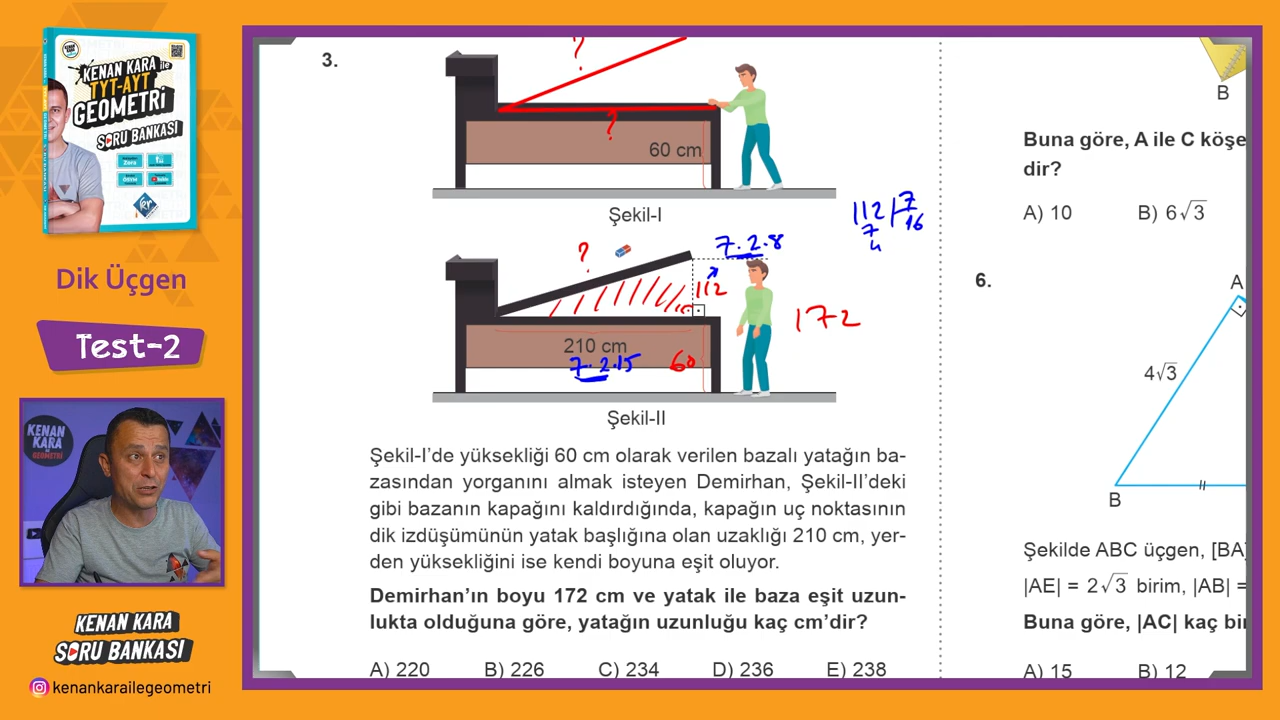 KENAN KARA ile
TYT-AYT
GEOMETRİ
SORU BANKASI
Dik Üçgen
Test-2
KENAN
KARA
GEOMETRİ
KENAN KARA
SORU BANKASI
kenankarailegeometri
3.
?
?
60 cm
Şekil-I
112 7
7 16
4
?
7.2.8
112
172
210 cm
7.2.15
60
Şekil-II
Şekil-I'de yüksekliği 60 cm olarak verilen bazalı yatağın ba-
zasından yorganını almak isteyen Demirhan, Şekil-II'deki
gibi bazanın kapağını kaldırdığında, kapağın uç noktasının
dik izdüşümünün yatak başlığına olan uzaklığı 210 cm, yer-
den yüksekliğini ise kendi boyuna eşit oluyor.
Demirhan'ın boyu 172 cm ve yatak ile baza eşit uzun-
lukta olduğuna göre, yatağın uzunluğu kaç cm'dir?
A) 220 B) 226 C) 234 D) 236 E) 238
B
Buna göre, A ile C köşe
dir?
A) 10 B) 6√3
6.
A
4√3
B
Şekilde ABC üçgen, [BA]
|AE| = 2√3 birim, |AB| =
Buna göre, |AC| kaç bir
A) 15 B) 12